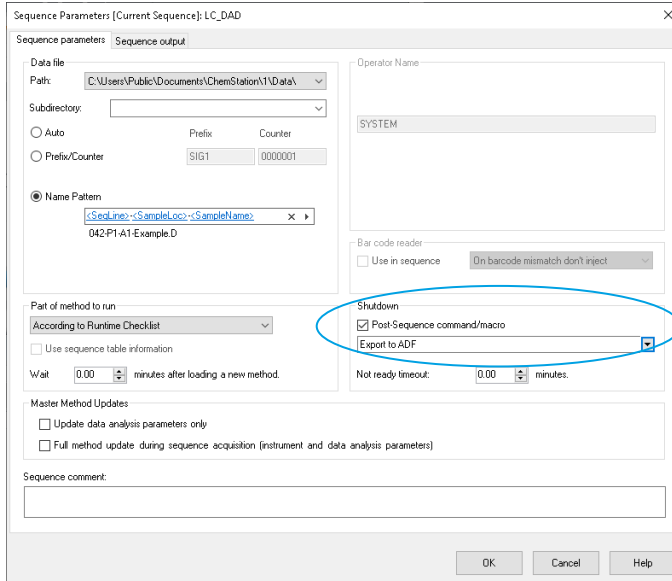 Sequence Parameters [Current Sequence]: LC_DAD
Sequence parameters
Sequence output
Data file
Path:
C:\Users\Public\Documents\ChemStation\1\Data\
Subdirectory:
Auto
Prefix
Counter
Prefix/Counter
SIG1
0000001
Name Pattern
<SeqLine>-<SampleLoc>-<SampleName>
042-P1-A1-Example.D
Operator Name
SYSTEM
Bar code reader
Use in sequence
On barcode mismatch don't inject
Part of method to run
According to Runtime Checklist
Use sequence table information
Wait
0.00
minutes after loading a new method.
Shutdown
Post-Sequence command/macro
Export to ADF
Not ready timeout:
0.00
minutes.
Master Method Updates
Update data analysis parameters only
Full method update during sequence acquisition (instrument and data analysis parameters)
Sequence comment:
OK
Cancel
Help